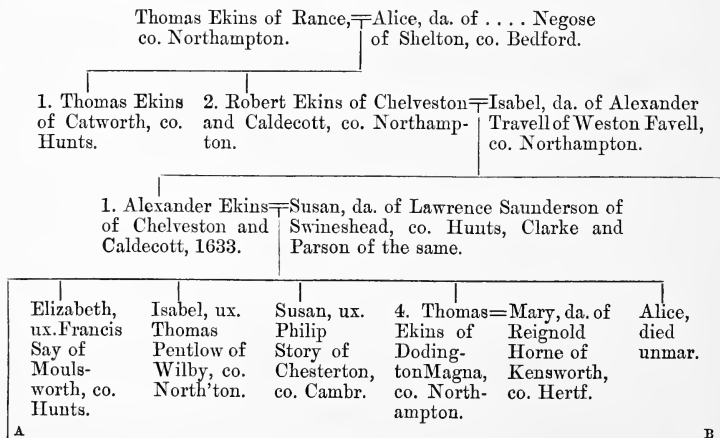 Thomas Ekins of Rance,=Alice, da. of .... Negose
co. Northampton. of Shelton, co. Bedford.
1. Thomas Ekins
of Catworth, co.
Hunts.
2. Robert Ekins of Chelveston=Isabel, da. of Alexander
and Caldecott, co. Northamp-
ton.
Travell of Weston Favell,
co. Northampton.
1. Alexander Ekins=Susan, da. of Lawrence Saunderson of
of Chelveston and
Caldecott, 1633.
Swineshead, co. Hunts, Clarke and
Parson of the same.
Elizabeth,
ux. Francis
Say of
Mouls-
worth, co.
Hunts.
Isabel, ux.
Thomas
Pentlow of
Wilby, co.
North'ton.
Susan, ux.
Philip
Story of
Chesterton,
co. Cambr.
4. Thomas=Mary, da. of
Ekins of
Doding-
ton Magna,
co. North-
ampton.
Reignold
Horne of
Kensworth,
co. Hertf.
Alice,
died
unmar.
A
B